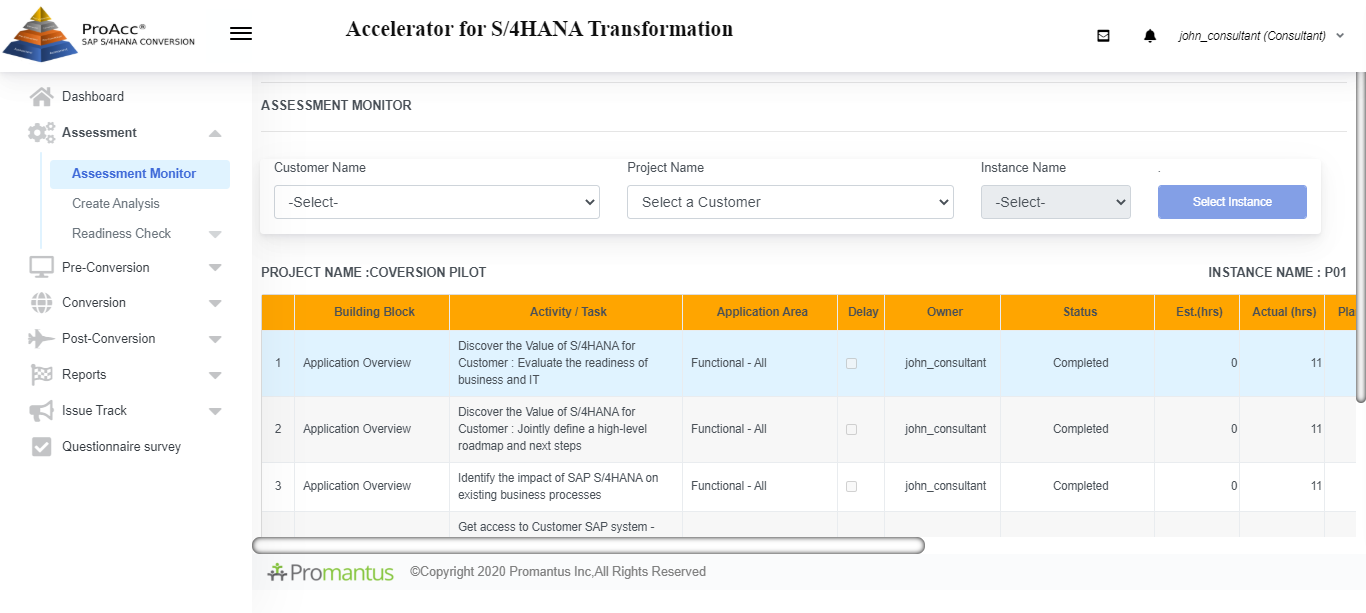 ProAcc®
SAP S/4HANA CONVERSION
Accelerator for S/4HANA Transformation
john_consultant (Consultant)
Dashboard
Assessment
Assessment Monitor
Create Analysis
Readiness Check
Pre-Conversion
Conversion
Post-Conversion
Reports
Issue Track
Questionnaire survey
ASSESSMENT MONITOR
Customer Name Project Name Instance Name .
-Select- Select a Customer -Select- Select Instance
PROJECT NAME :COVERSION PILOT INSTANCE NAME : P01
Building Block Activity / Task Application Area Delay Owner Status Est.(hrs) Actual (hrs) Pla
Discover the Value of S/4HANA for
1 Application Overview Customer : Evaluate the readiness of Functional - All john_consultant Completed 0 11
business and IT
Discover the Value of S/4HANA for
2 Application Overview Customer : Jointly define a high-level Functional - All john_consultant Completed 0 11
roadmap and next steps
Identify the impact of SAP S/4HANA on
3 Application Overview Functional - All john_consultant Completed 0 11
existing business processes
Get access to Customer SAP system -
Promantus ©Copyright 2020 Promantus Inc,All Rights Reserved